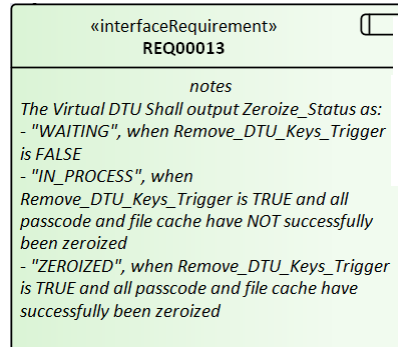 «interfaceRequirement»
REQ00013
notes
The Virtual DTU Shall output Zeroize_Status as:
- "WAITING", when Remove_DTU_Keys_Trigger
is FALSE
- "IN_PROCESS", when
Remove_DTU_Keys_Trigger is TRUE and all
passcode and file cache have NOT successfully
been zeroized
- "ZEROIZED", when Remove_DTU_Keys_Trigger
is TRUE and all passcode and file cache have
successfully been zeroized